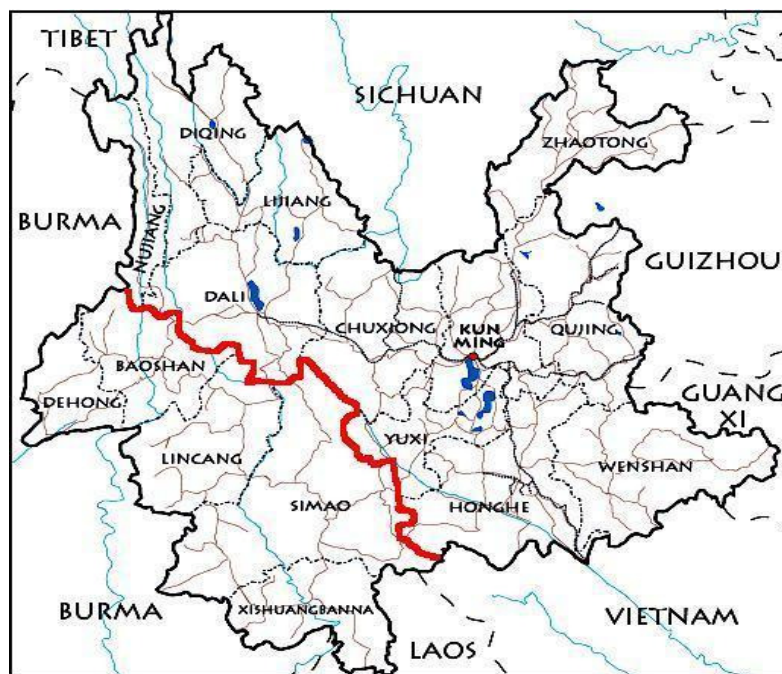 TIBET
SICHUAN
DIQING
ZHAOTONG
LIJIANG
BURMA
NUJIANG
GUIZHOU
DALI
CHUXIONG
KUN
MING
QUJING
BAOSHAN
DEHONG
GUANG
XI
YUXI
LINCANG
WENSHAN
SIMAO
HONGHE
XISHUANGBANNA
BURMA
VIETNAM
LAOS